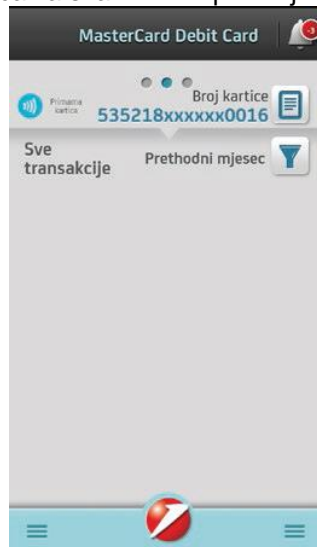 MasterCard Debit Card
Broj kartice
Primarna
kartica
535218xxxxxx0016
Sve
transakcije
Prethodni mjesec